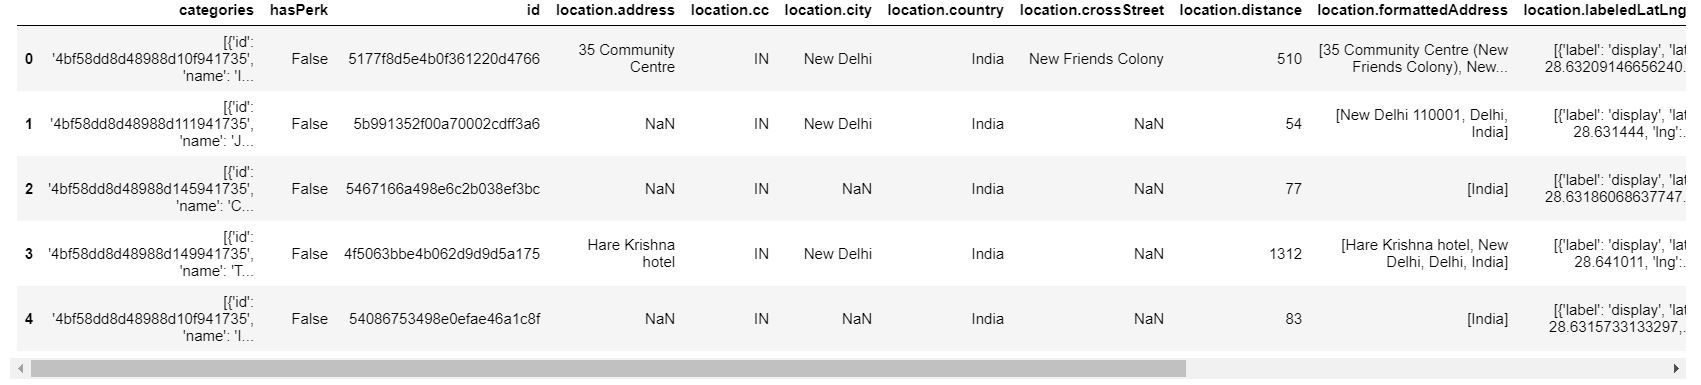 categories hasPerk id location.address location.cc location.city location.country location.crossStreet location.distance location.formattedAddress location.labeledLatLng
0 [{'id': '4bf58dd8d48988d10f941735', 'name': 'I... False 5177f8d5e4b0f361220d4766 35 Community Centre IN New Delhi India New Friends Colony 510 [35 Community Centre (New Friends Colony), New... [{'label': 'display', 'lat 28.63209146656240.
1 [{'id': '4bf58dd8d48988d111941735', 'name': 'J... False 5b991352f00a70002cdff3a6 NaN IN New Delhi India NaN 54 [New Delhi 110001, Delhi, India] [{'label': 'display', 'lat 28.631444, 'lng':.
2 [{'id': '4bf58dd8d48988d145941735', 'name': 'C... False 5467166a498e6c2b038ef3bc NaN IN NaN India NaN 77 [India] [{'label': 'display', 'lat 28.63186068637747.
3 [{'id': '4bf58dd8d48988d149941735', 'name': 'T... False 4f5063bbe4b062d9d9d5a175 Hare Krishna hotel IN New Delhi India NaN 1312 [Hare Krishna hotel, New Delhi, Delhi, India] [{'label': 'display', 'lat 28.641011, 'lng':.
4 [{'id': '4bf58dd8d48988d10f941735', 'name': 'I... False 54086753498e0efae46a1c8f NaN IN NaN India NaN 83 [India] [{'label': 'display', 'lat 28.6315733133297,.